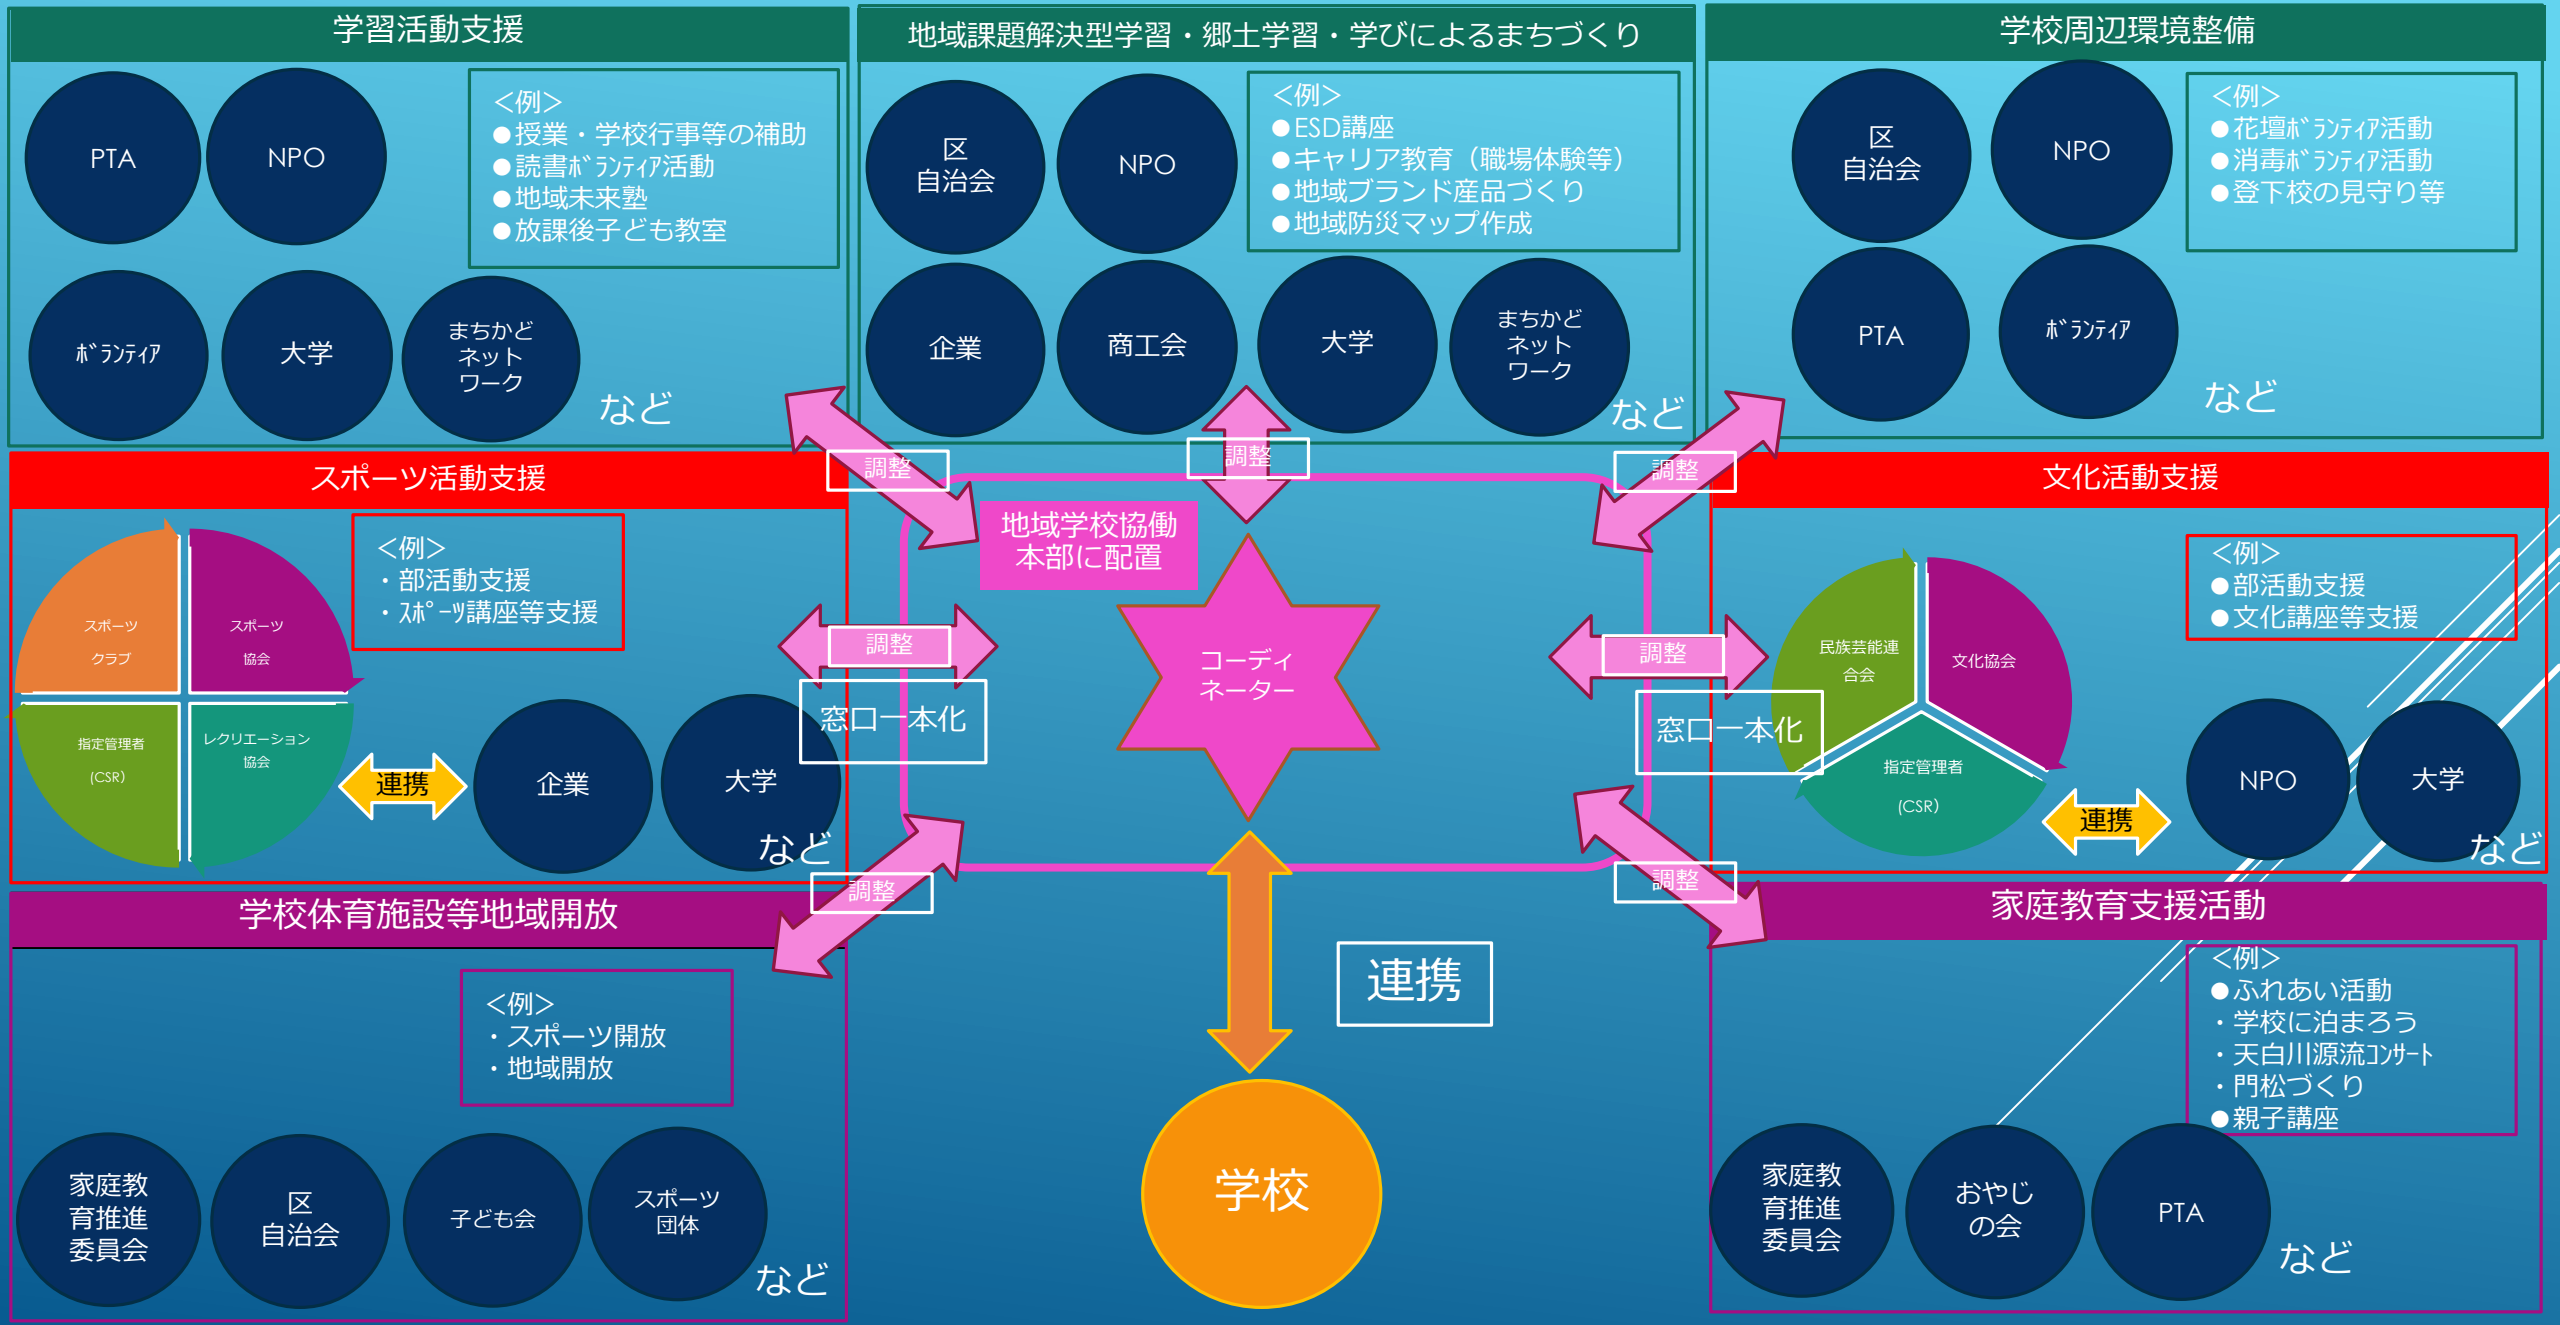 学習活動支援
PTA
NPO
＜例＞
●授業・学校行事等の補助
●読書ﾎﾞﾗﾝﾃｨｱ活動
●地域未来塾
●放課後子ども教室
ﾎﾞﾗﾝﾃｨｱ
大学
まちかど
ネット
ワーク
など
地域課題解決型学習・郷土学習・学びによるまちづくり
区
自治会
NPO
＜例＞
●ESD講座
●キャリア教育（職場体験等）
●地域ブランド産品づくり
●地域防災マップ作成
企業
商工会
大学
まちかど
ネット
ワーク
など
学校周辺環境整備
区
自治会
NPO
＜例＞
●花壇ﾎﾞﾗﾝﾃｨｱ活動
●消毒ﾎﾞﾗﾝﾃｨｱ活動
●登下校の見守り等
PTA
ﾎﾞﾗﾝﾃｨｱ
など
調整
調整
調整
スポーツ活動支援
＜例＞
・部活動支援
・ｽﾎﾟｰﾂ講座等支援
スポーツ
クラブ
スポーツ
協会
指定管理者
(CSR）
レクリエーション
協会
連携
企業
大学
など
調整
窓口一本化
地域学校協働
本部に配置
コーディ
ネーター
調整
窓口一本化
文化活動支援
＜例＞
●部活動支援
●文化講座等支援
民族芸能連
合会
文化協会
指定管理者
(CSR）
連携
NPO
大学
など
調整
調整
学校体育施設等地域開放
＜例＞
・スポーツ開放
・地域開放
家庭教
育推進
委員会
区
自治会
子ども会
スポーツ
団体
など
連携
学校
家庭教育支援活動
＜例＞
●ふれあい活動
・学校に泊まろう
・天白川源流ｺﾝｻｰﾄ
・門松づくり
●親子講座
家庭教
育推進
委員会
おやじ
の会
PTA
など